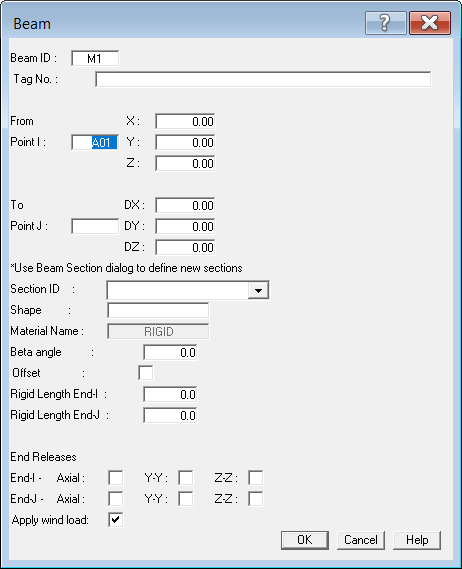 Beam ?
Beam ID : M1
Tag No. :
From X : 0.00
Point I : A01 Y : 0.00
Z : 0.00
To DX : 0.00
Point J : DY : 0.00
DZ : 0.00
*Use Beam Section dialog to define new sections
Section ID :
Shape :
Material Name : RIGID
Beta angle : 0.0
Offset :
Rigid Length End-I : 0.0
Rigid Length End-J : 0.0
End Releases
End-I - Axial : Y-Y : Z-Z :
End-J - Axial : Y-Y : Z-Z :
Apply wind load:
OK Cancel Help